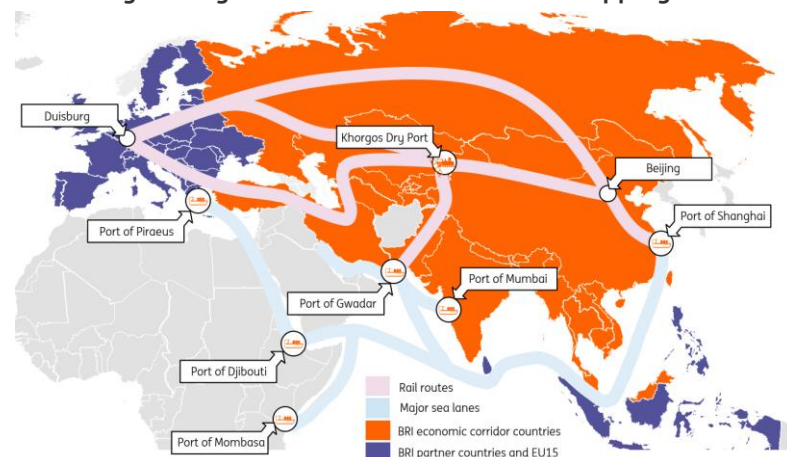 Duisburg
Khorgos Dry Port
Beijing
Port of Piraeus
Port of Shanghai
Port of Gwadar
Port of Mumbai
Port of Djibouti
Port of Mombasa
Rail routes
Major sea lanes
BRI economic corridor countries
BRI partner countries and EU15